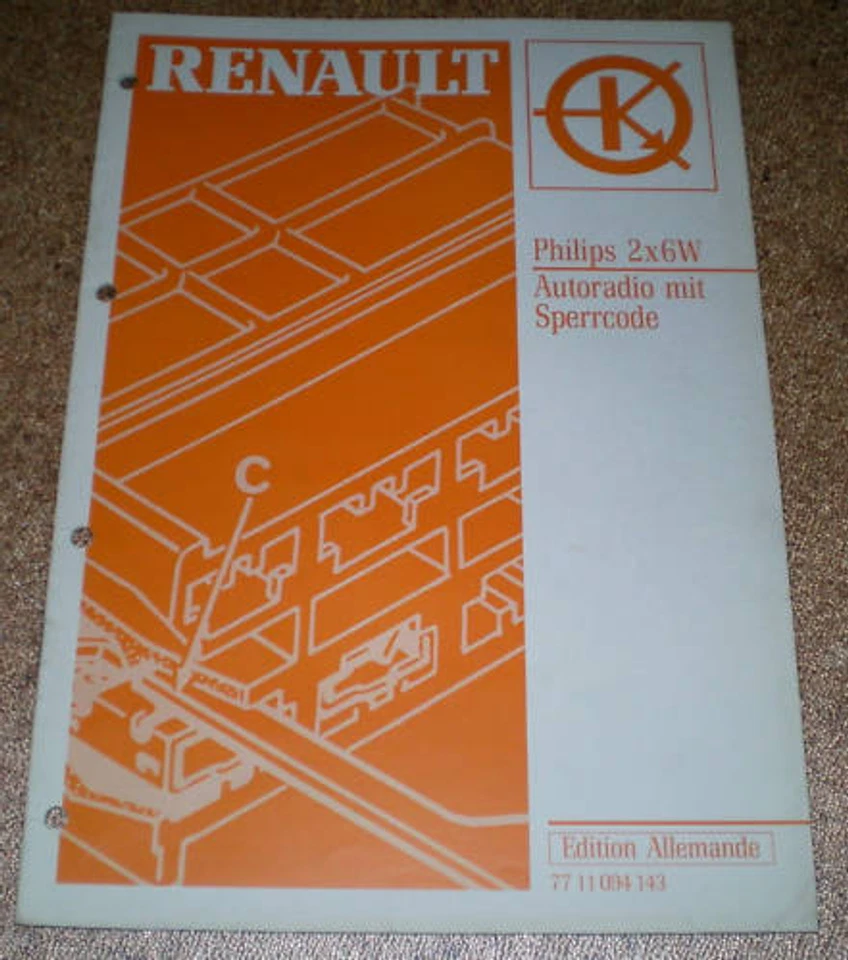 RENAULT
K
Philips 2x6W
Autoradio mit
Sperrcode
C
Edition Allemande
77 11 094 143